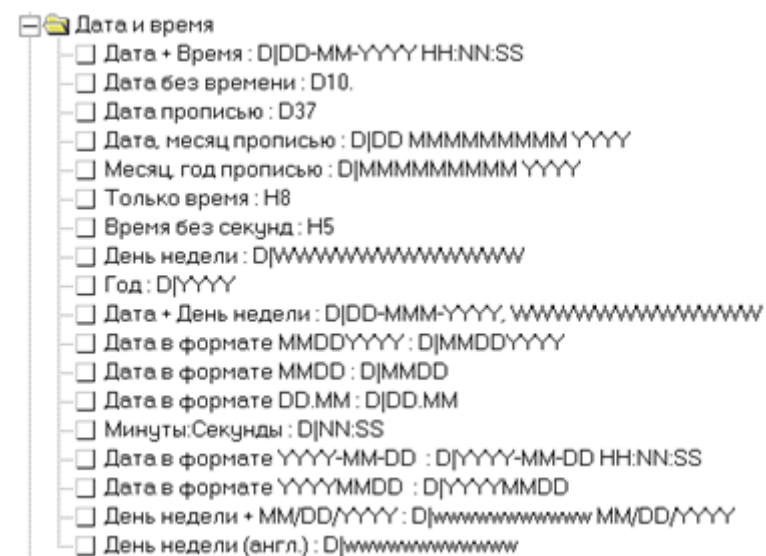 Дата и время
Дата + Время : D|DD-MM-YYYY HH:NN:SS
Дата без времени : D10.
Дата прописью : D37
Дата, месяц прописью : D|DD MMMMMMMMM YYYY
Месяц, год прописью : D|MMMMMMMMM YYYY
Только время : H8
Время без секунд : H5
День недели : D|WWWWWWWWWWWWWWWWW
Год : D|YYYY
Дата + День недели : D|DD-MMM-YYYY, WWWWWWWWWWWWWWWWW
Дата в формате MMDDYYYY : D|MMDDYYYY
Дата в формате MMDD : D|MMDD
Дата в формате DD.MM : D|DD.MM
Минуты:Секунды : D|NN:SS
Дата в формате YYYY-MM-DD : D|YYYY-MM-DD HH:NN:SS
Дата в формате YYYYMMDD : D|YYYYMMDD
День недели + MM/DD/YYYY : D|wwwwwwwwwwwww MM/DD/YYYY
День недели (англ.) : D|wwwwwwwwwwwww